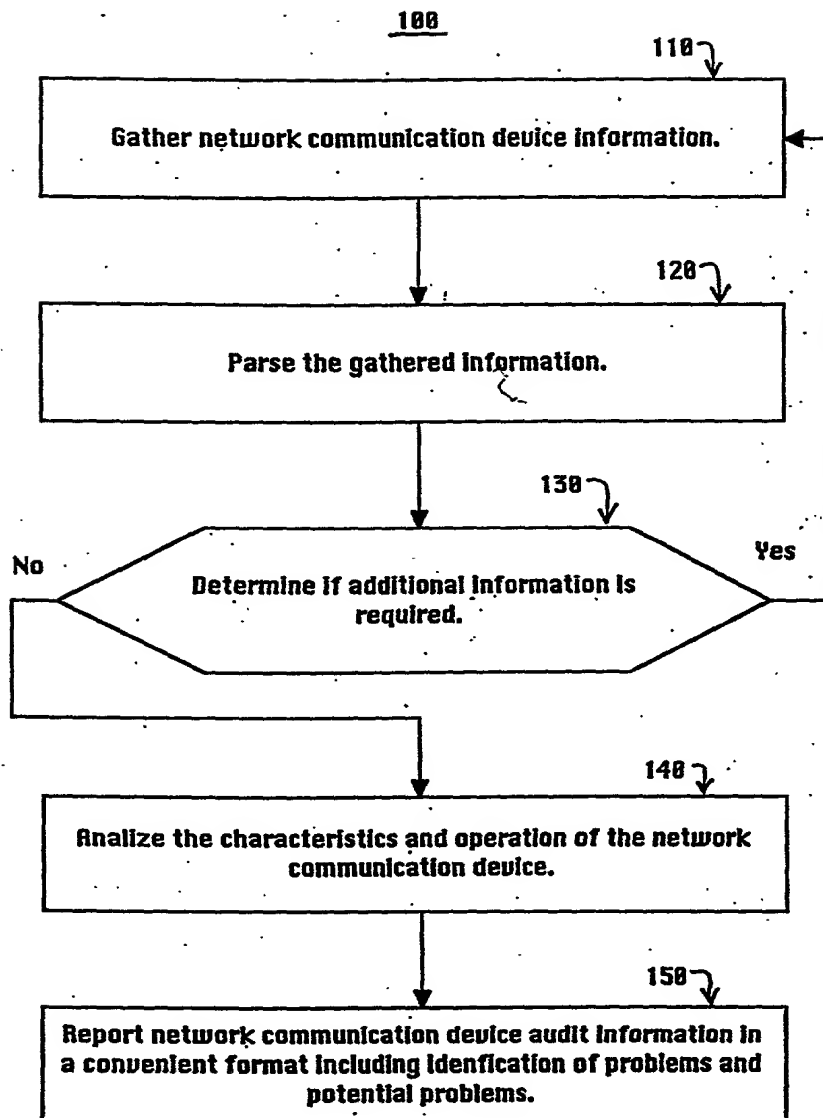 100
110
Gather network communication device information.
120
Parse the gathered information.
130
No
Yes
Determine if additional information is
required.
140
Analize the characteristics and operation of the network
communication device.
150
Report network communication device audit information in
a convenient format including idenfication of problems and
potential problems.